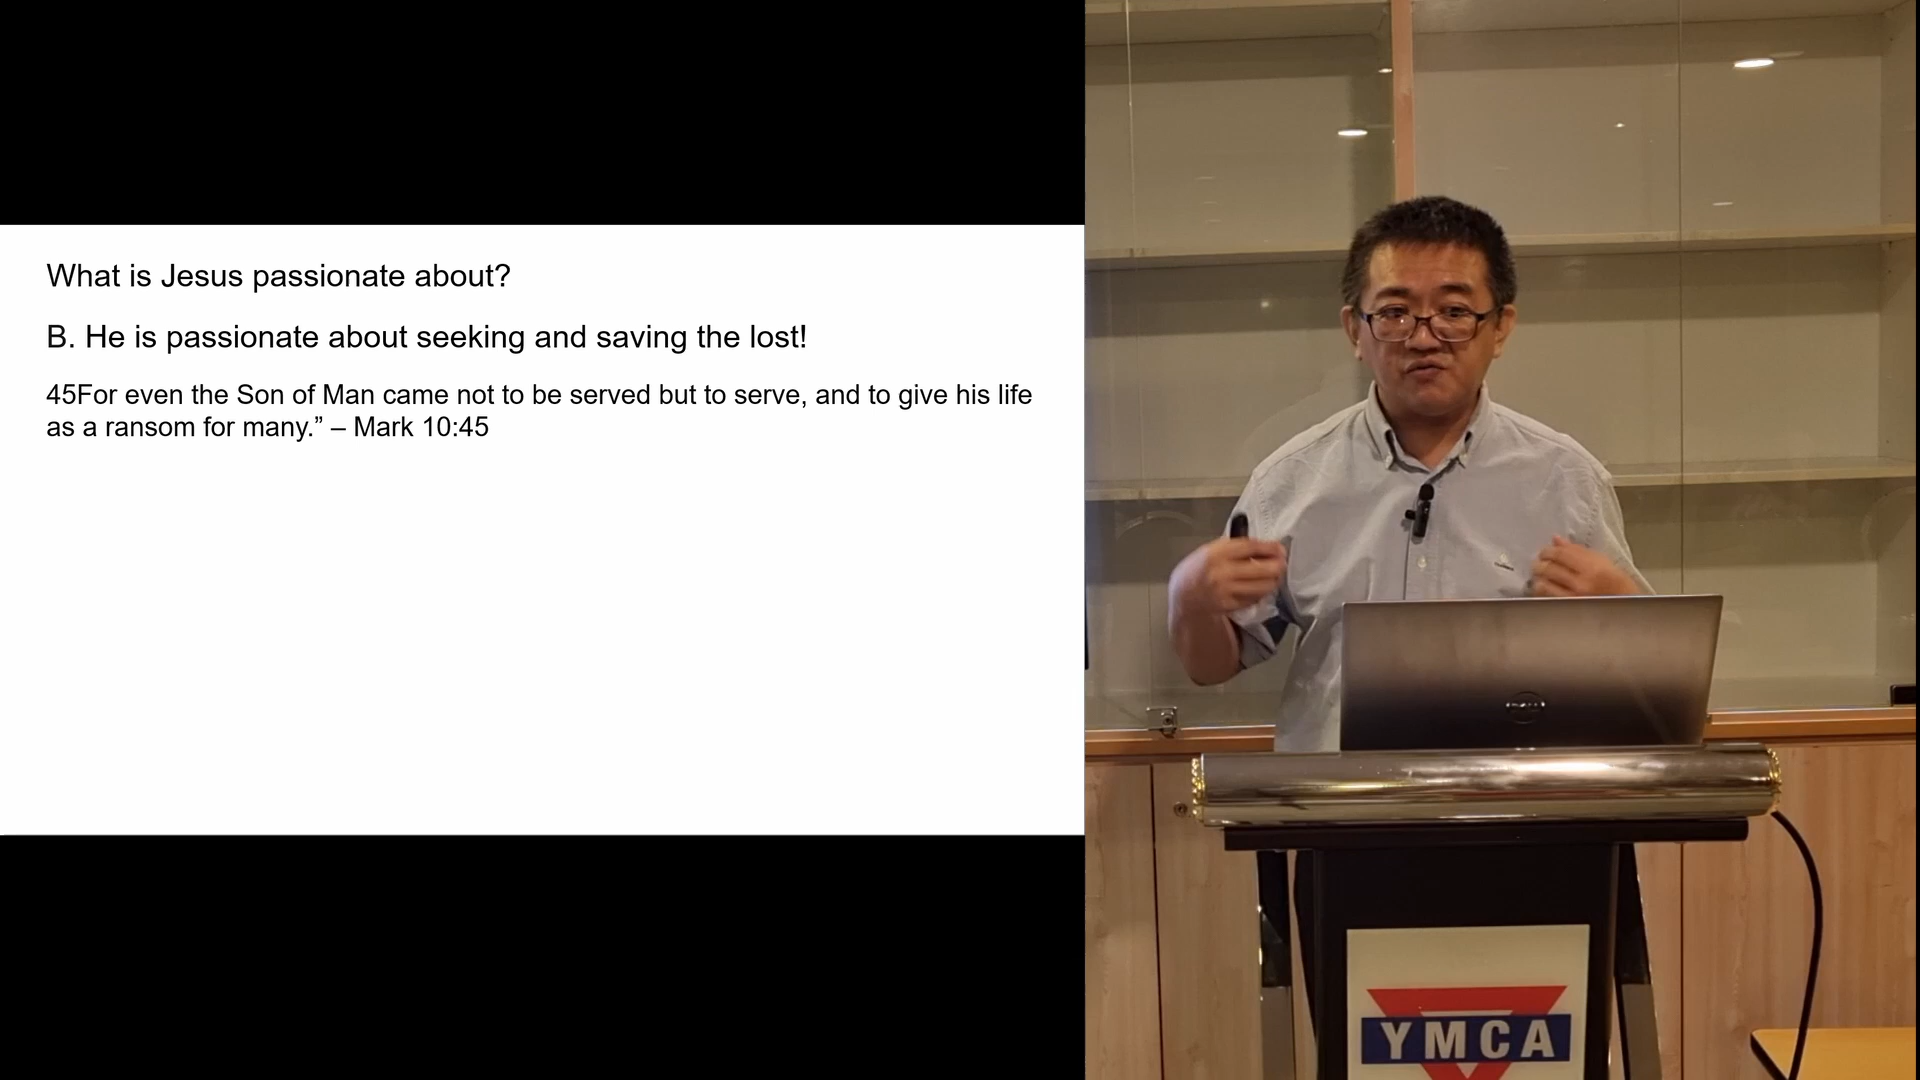 What is Jesus passionate about?
B. He is passionate about seeking and saving the lost!
45For even the Son of Man came not to be served but to serve, and to give his life
as a ransom for many.” – Mark 10:45
DELL
YMCA